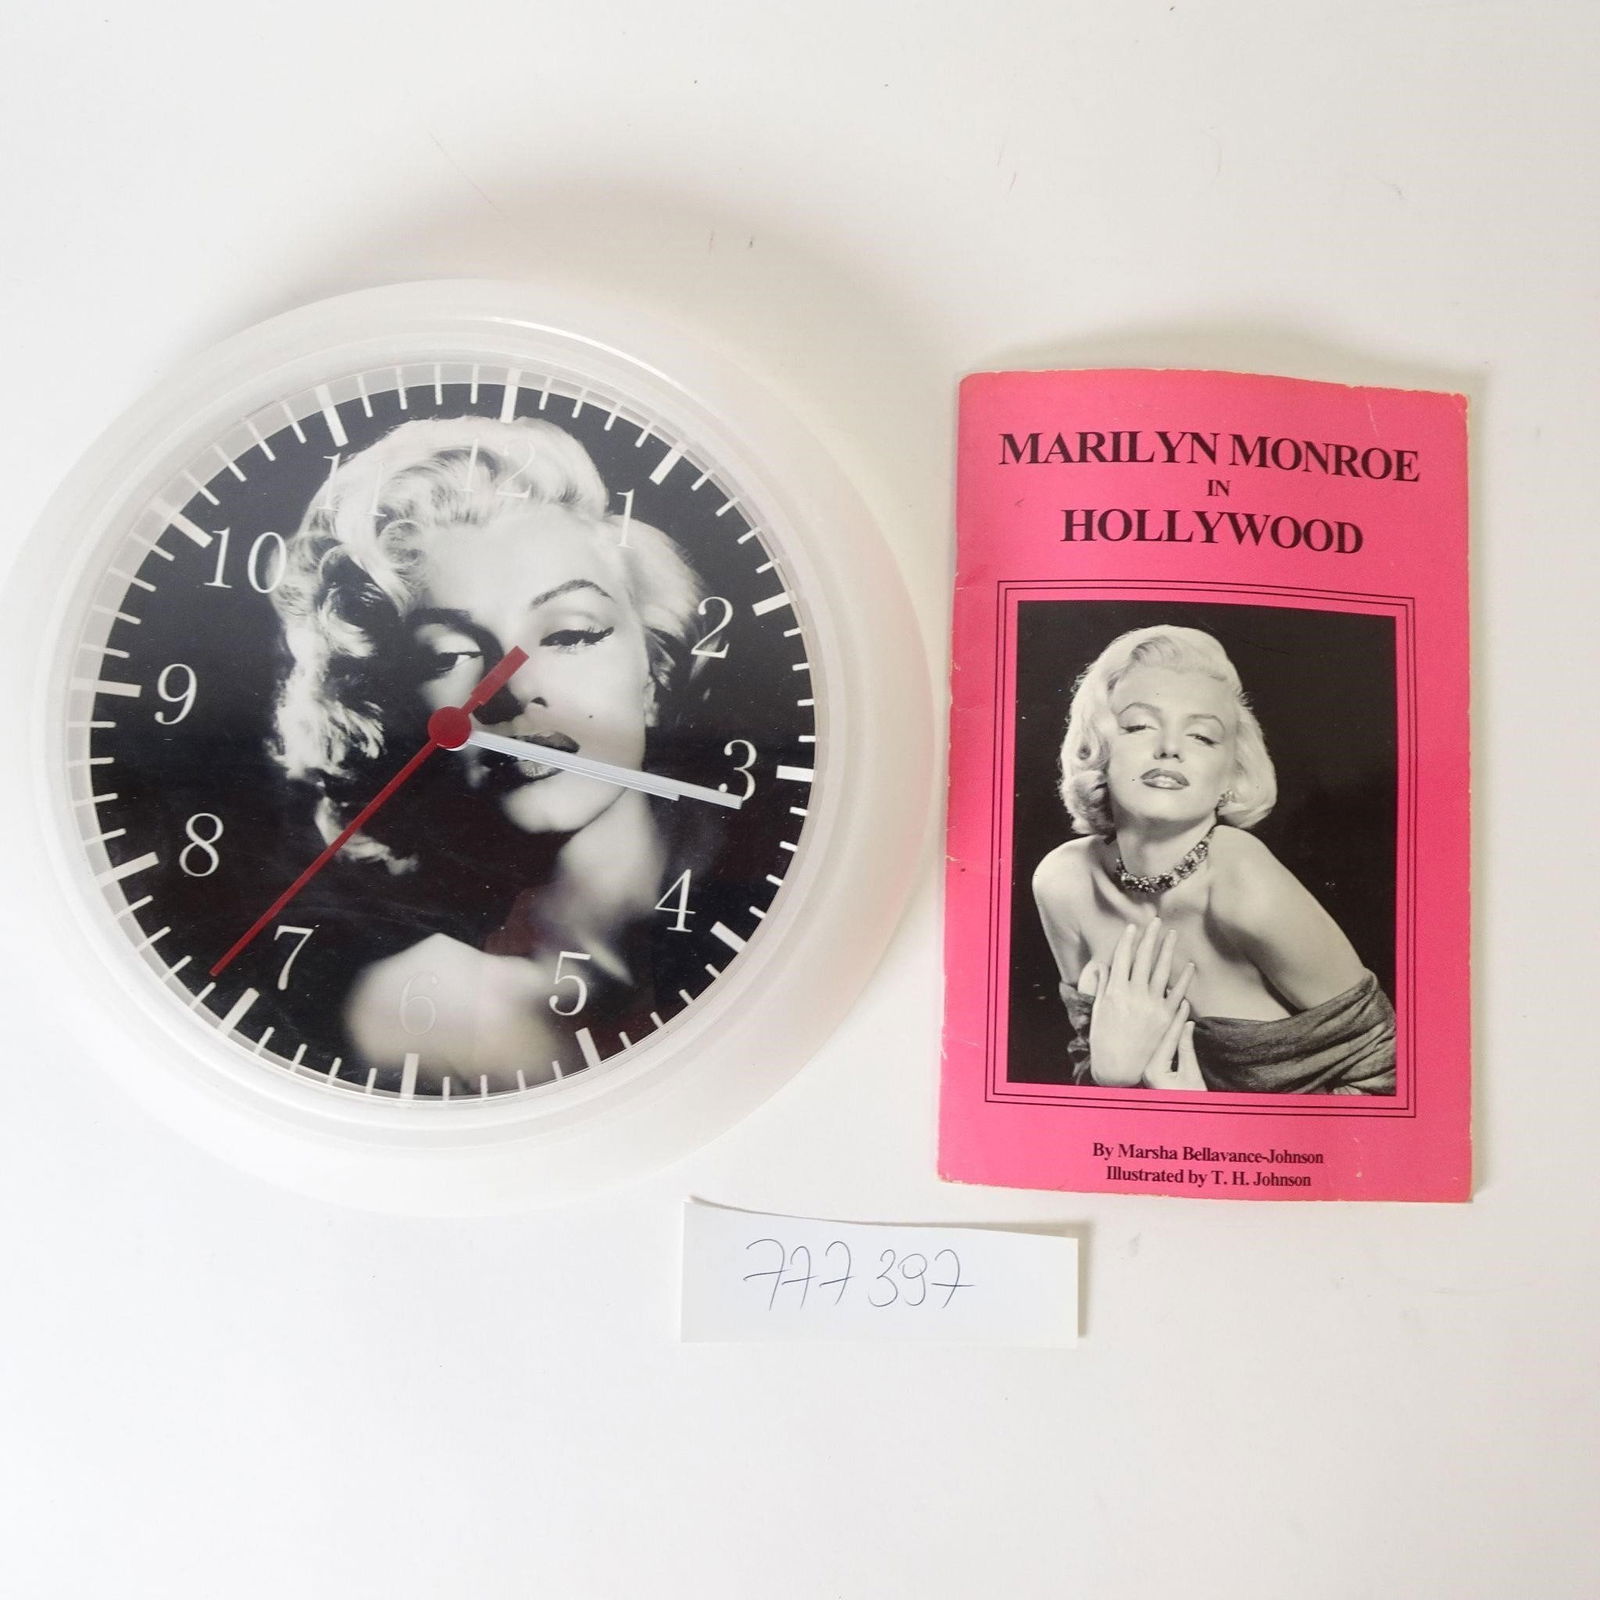 12
1
2
3
4
5
6
7
8
9
10
11
MARILYN MONROE
IN
HOLLYWOOD
By Marsha Bellavance-Johnson
Illustrated by T. H. Johnson
777397